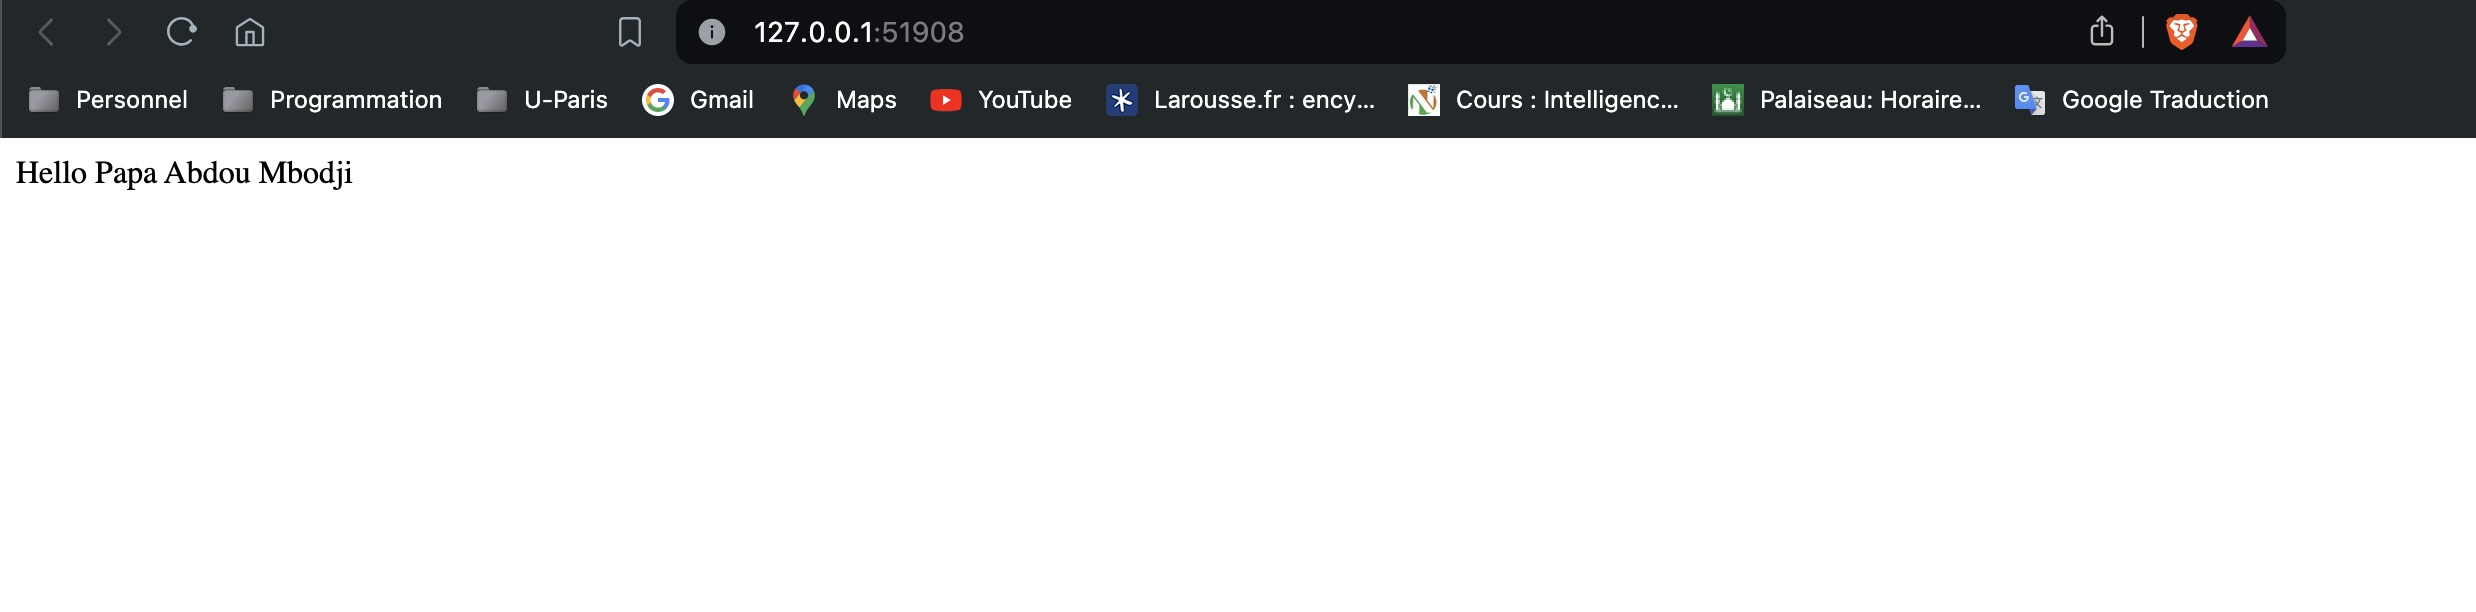 127.0.0.1:51908
Personnel Programmation U-Paris Gmail Maps YouTube Larousse.fr : ency... Cours : Intelligenc... Palaiseau: Horaire... Google Traduction
Hello Papa Abdou Mbodji